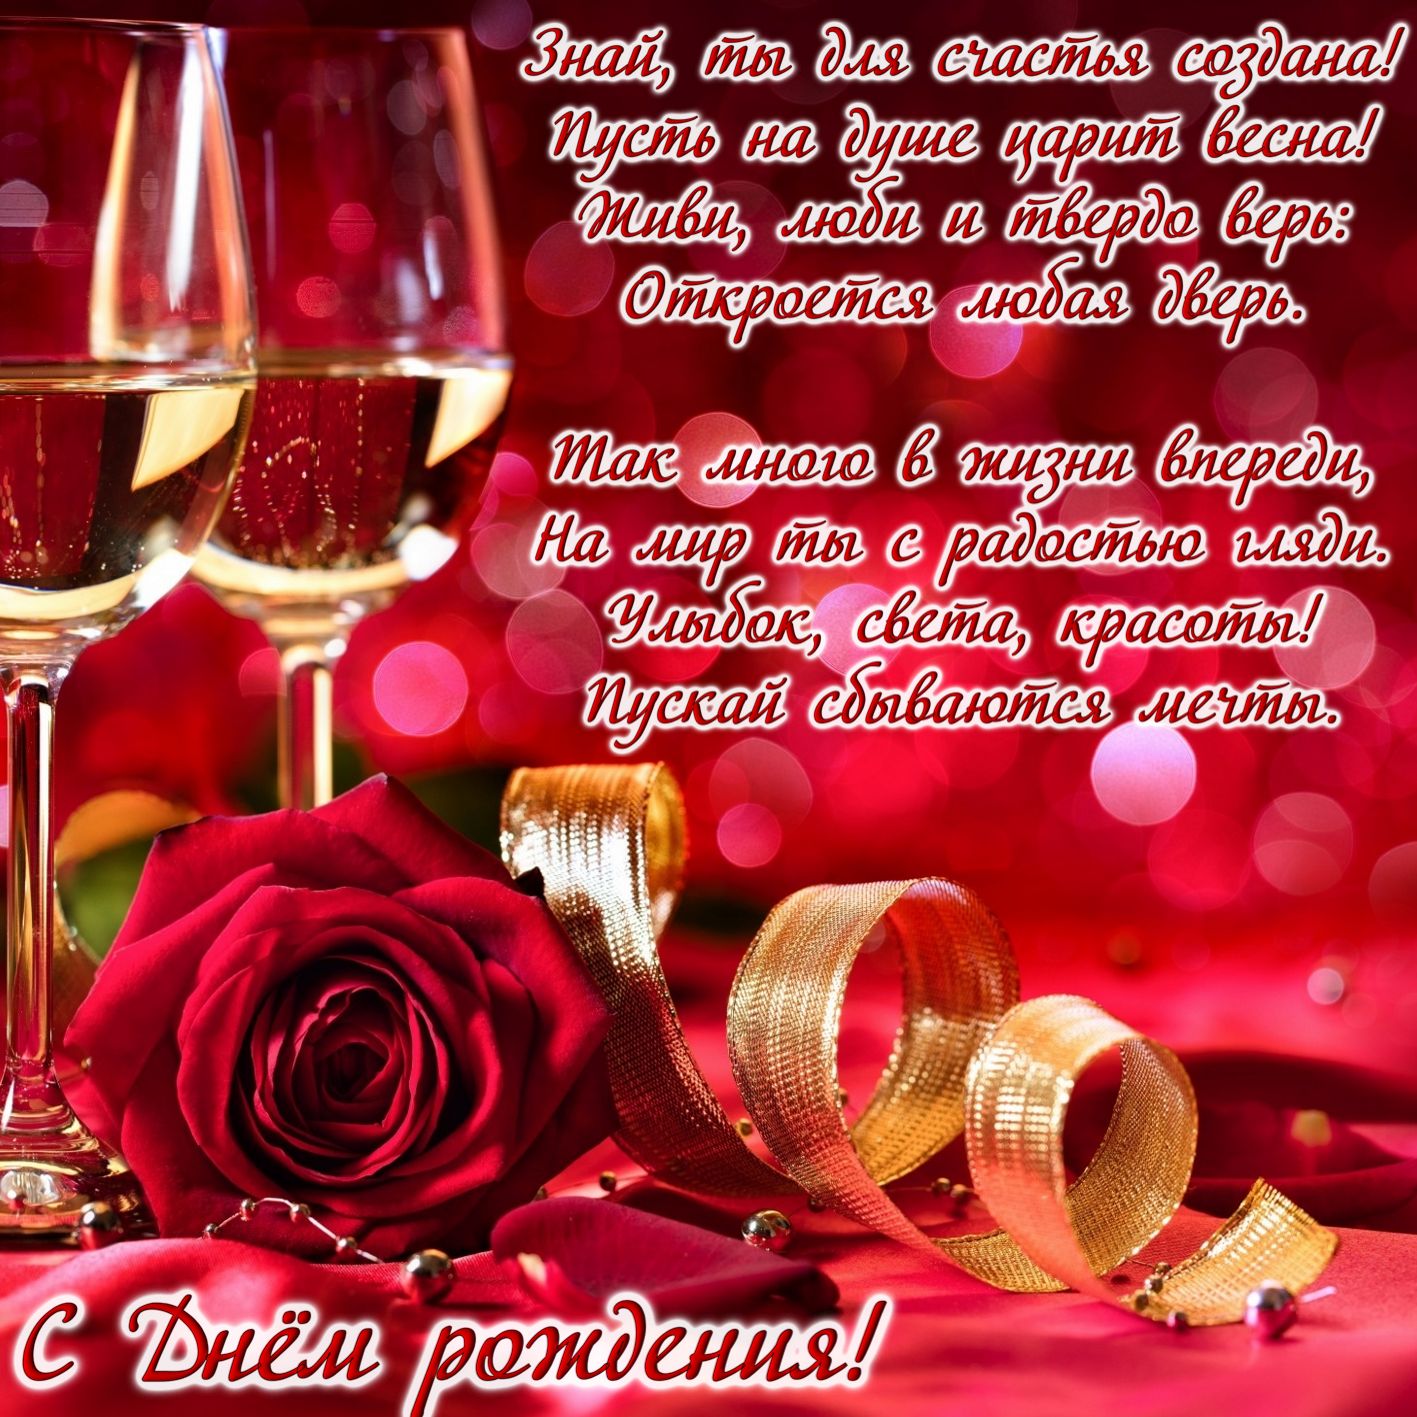 Знай, ты для счастья создана!
Пусть на душе царит весна!
Живи, люби и твердо верь:
Откроется любая дверь.
Так много в жизни впереди,
На мир ты с радостью гляди.
Улыбок, света, красоты!
Пускай сбываются мечты.
С Днём рождения!